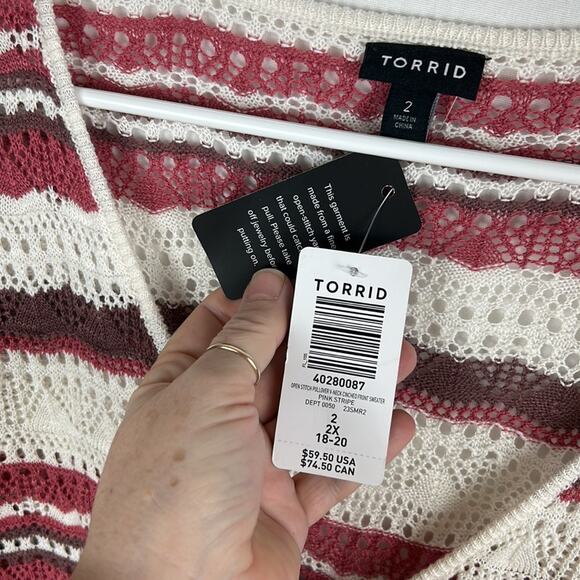 TORRID
2
MADE IN
CHINA
This garment is
made from a fine
open-stitch
that could catch
pull. Please take
off jewelry before
putting on.
TORRID
40280087
OPEN STITCH PULLOVER V-NECK CINCHED FRONT SWEATER
PINK STRIPE
DEPT 0050 23SMR2
2
2X
18-20
$59.50 USA
$74.50 CAN